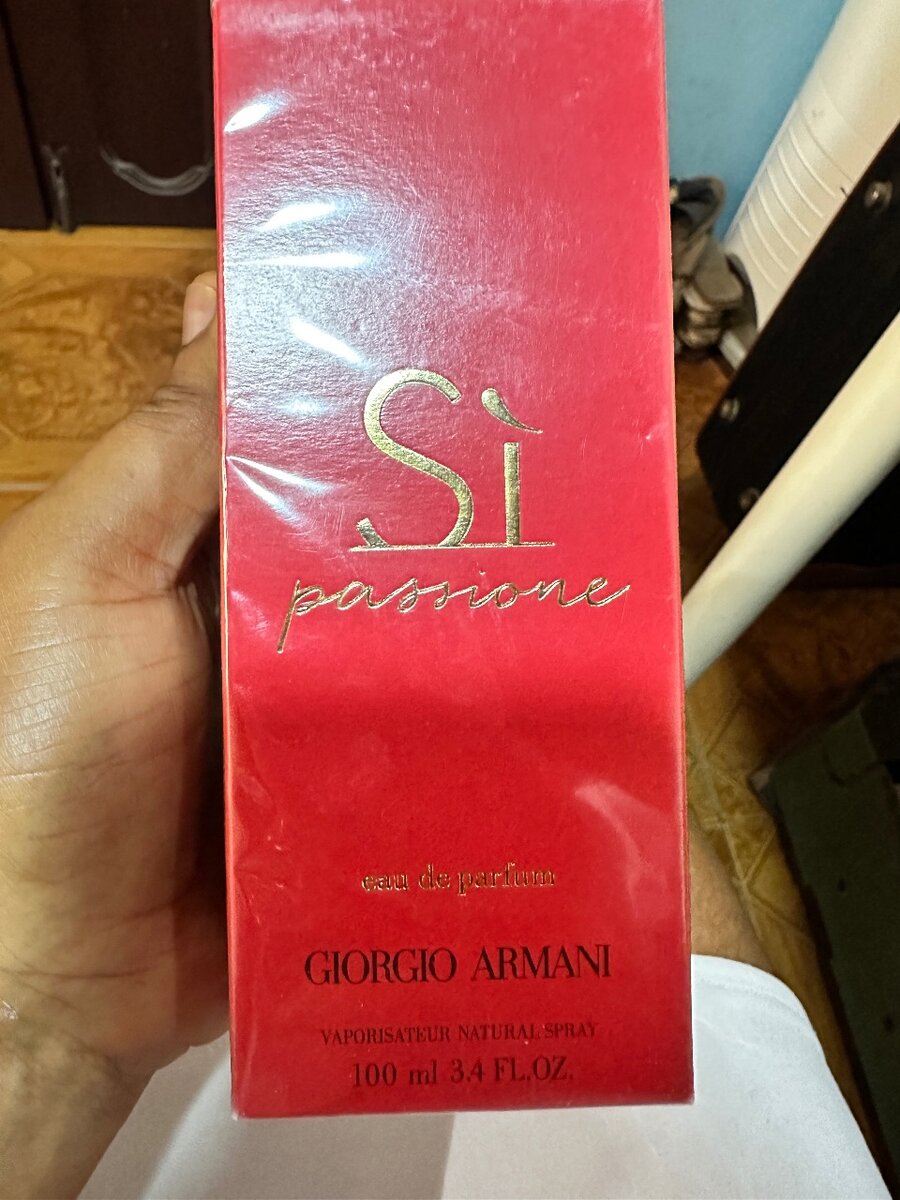 Sì
passione
eau de parfum
GIORGIO ARMANI
VAPORISATEUR NATURAL SPRAY
100 ml 3.4 FL.OZ.